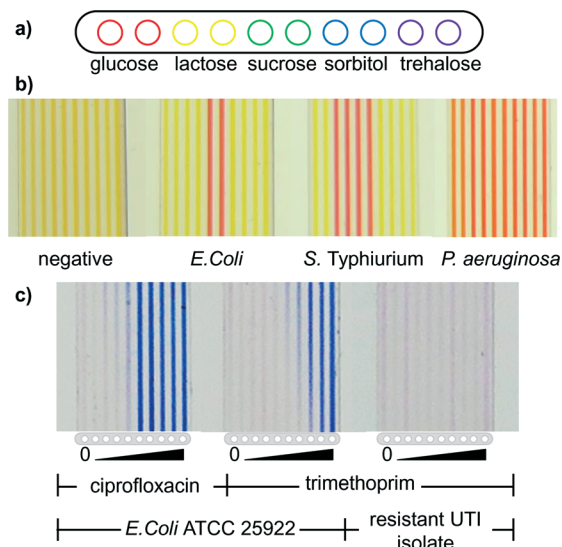 a)
glucose lactose sucrose sorbitol trehalose
b)
negative E.Coli S. Typhiurium P. aeruginosa
c)
0 0 0
ciprofloxacin trimethoprim
E.Coli ATCC 25922 resistant UTI
isolate